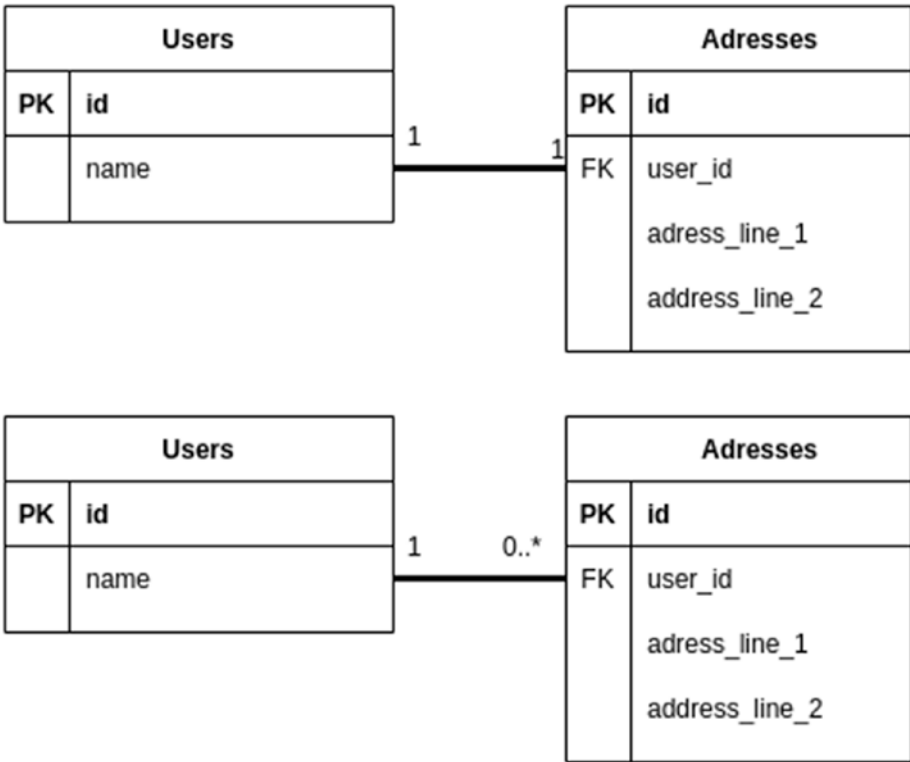 Users
Adresses
PK id
PK id
name
1
1
FK user_id
adress_line_1
address_line_2
Users
Adresses
PK id
PK id
name
1
0..*
FK user_id
adress_line_1
address_line_2